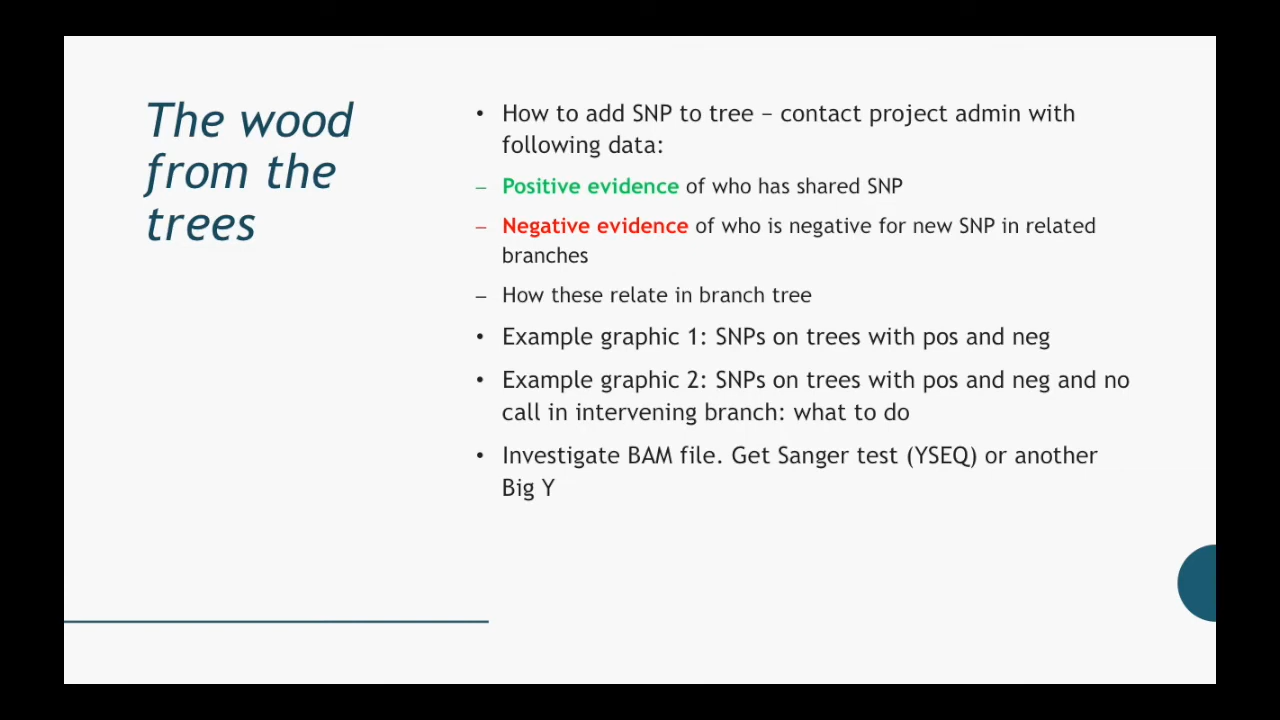 The wood
from the
trees
• How to add SNP to tree – contact project admin with
following data:
– Positive evidence of who has shared SNP
– Negative evidence of who is negative for new SNP in related
branches
– How these relate in branch tree
• Example graphic 1: SNPs on trees with pos and neg
• Example graphic 2: SNPs on trees with pos and neg and no
call in intervening branch: what to do
• Investigate BAM file. Get Sanger test (YSEQ) or another
Big Y